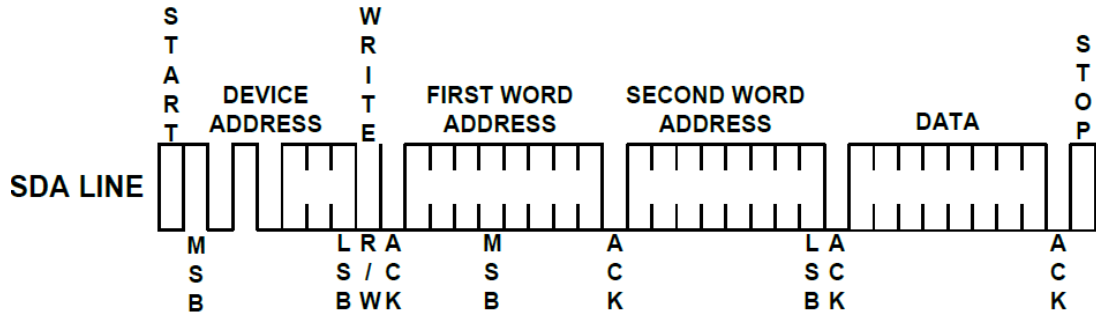 START
WRITE
STOP
DEVICE
ADDRESS
FIRST WORD
ADDRESS
SECOND WORD
ADDRESS
DATA
SDA LINE
MSB
LSB
R/W
ACK
MSB
ACK
LSB
ACK
ACK